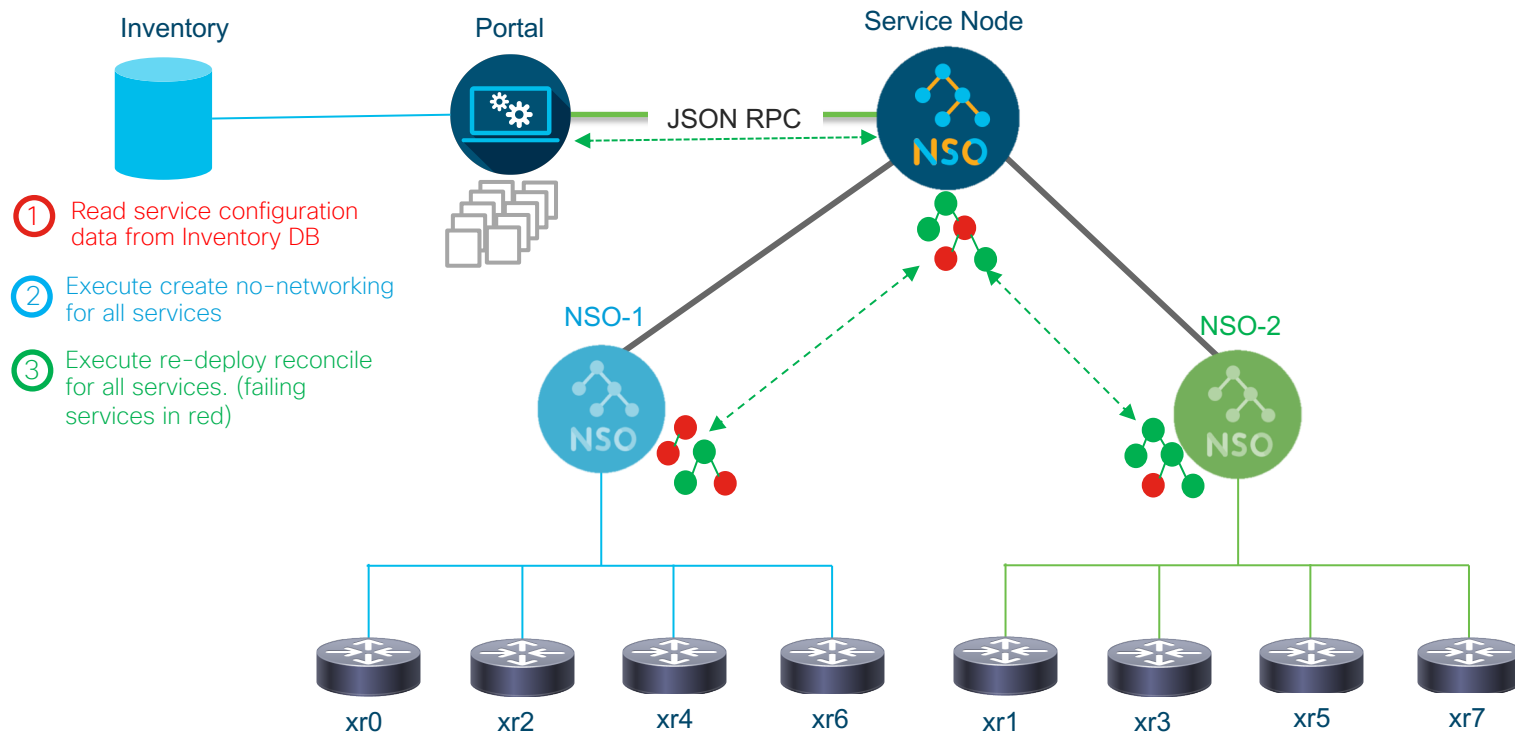 Inventory
Portal
Service Node
JSON RPC
NSO
1 Read service configuration
data from Inventory DB
2 Execute create no-networking
for all services
3 Execute re-deploy reconcile
for all services. (failing
services in red)
NSO-1
NSO-2
NSO
NSO
xr0
xr2
xr4
xr6
xr1
xr3
xr5
xr7